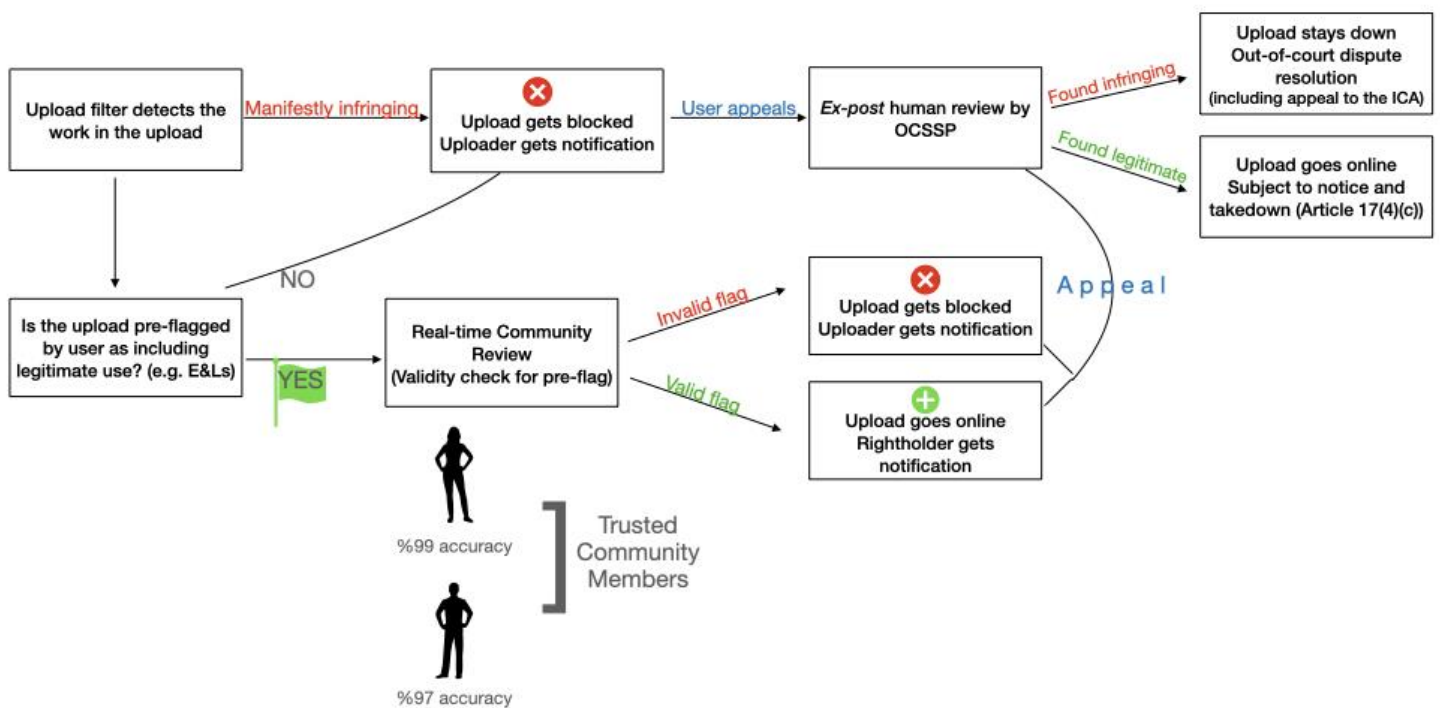 Upload filter detects the
work in the upload
Manifestly infringing
Upload gets blocked
Uploader gets notification
User appeals
Ex-post human review by
OCSSP
Found infringing
Upload stays down
Out-of-court dispute
resolution
(including appeal to the ICA)
Found legitimate
Upload goes online
Subject to notice and
takedown (Article 17(4)(c))
NO
Is the upload pre-flagged
by user as including
legitimate use? (e.g. E&Ls)
YES
Real-time Community
Review
(Validity check for pre-flag)
Invalid flag
Upload gets blocked
Uploader gets notification
Appeal
Valid flag
Upload goes online
Rightholder gets
notification
%99 accuracy
Trusted
Community
Members
%97 accuracy